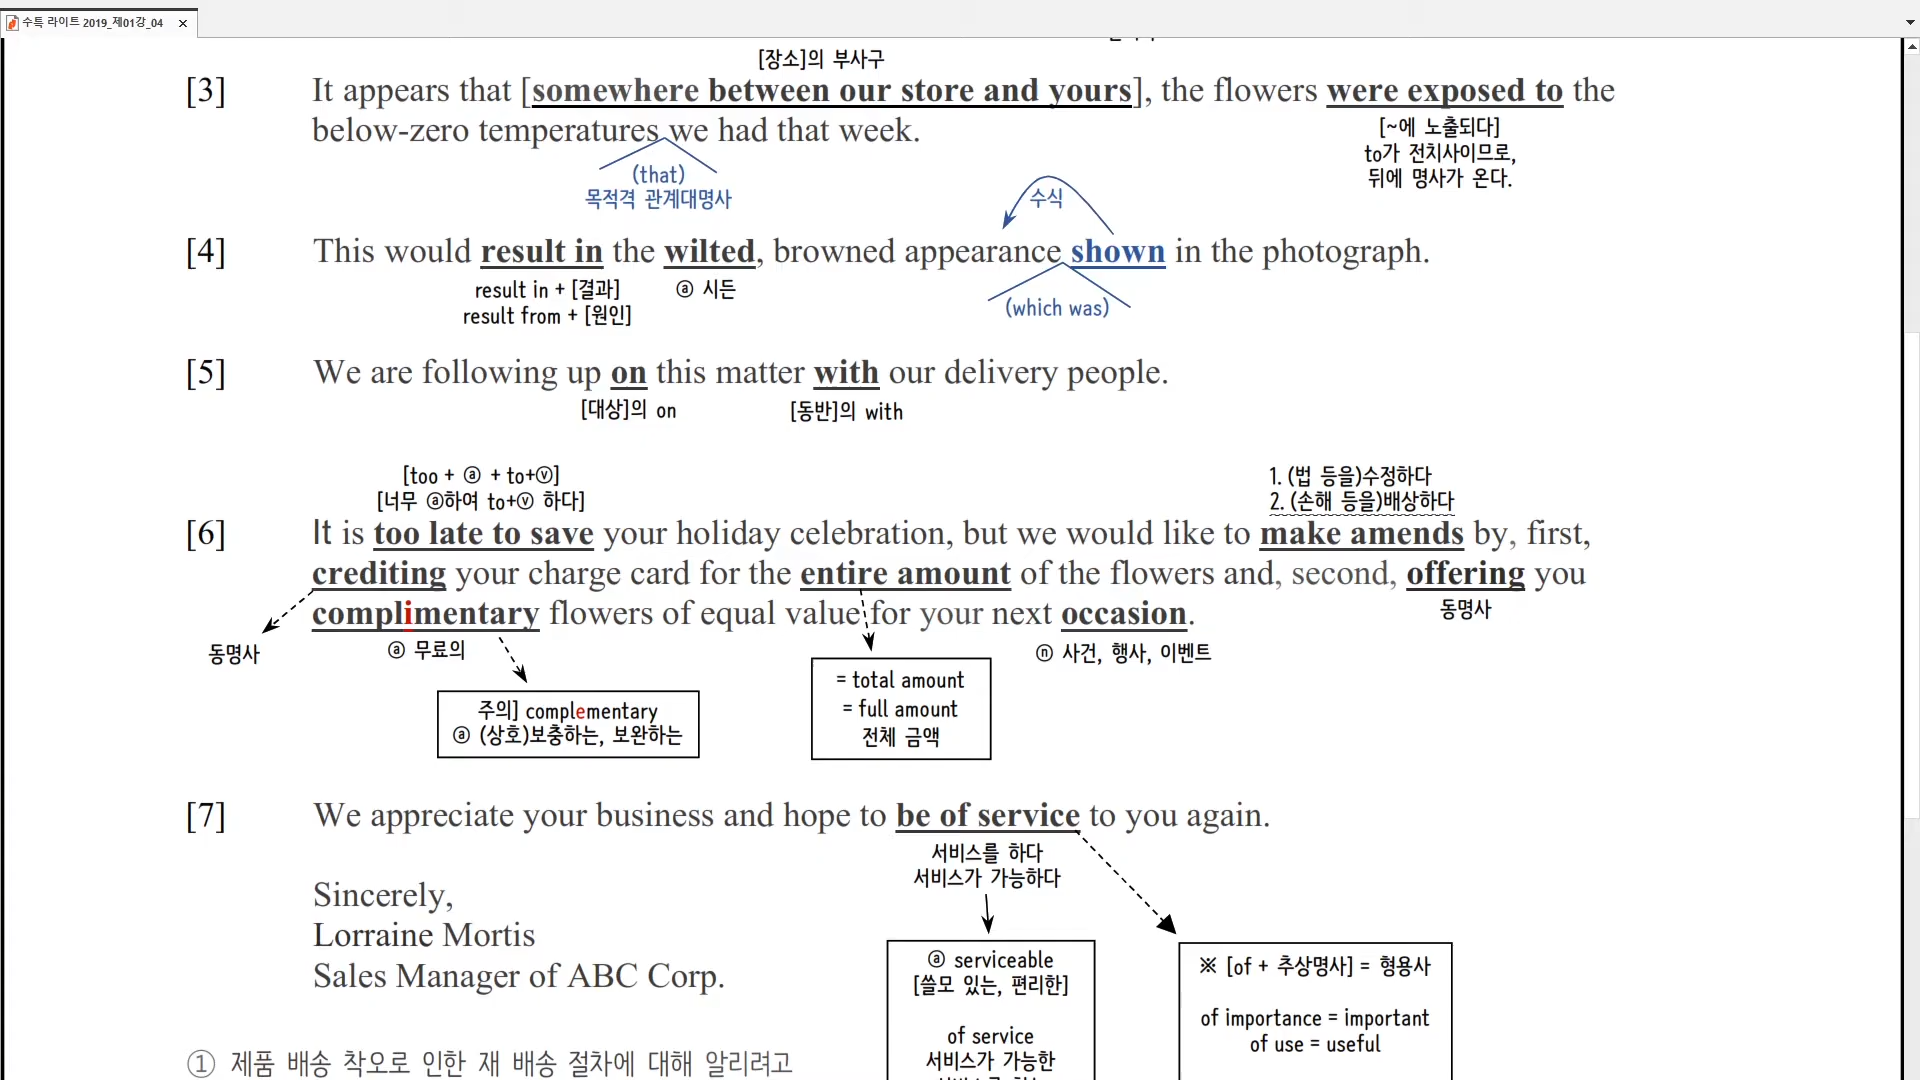 수특 라이트 2019_제01강_04
[장소]의 부사구
[3] It appears that [somewhere between our store and yours], the flowers were exposed to the
below-zero temperatures we had that week.
[~에 노출되다]
to가 전치사이므로,
뒤에 명사가 온다.
(that)
목적격 관계대명사
수식
[4] This would result in the wilted, browned appearance shown in the photograph.
result in + [결과]
result from + [원인]
ⓐ 시든
(which was)
[5] We are following up on this matter with our delivery people.
[대상]의 on
[동반]의 with
[too + ⓐ + to+ⓥ]
[너무 ⓐ하여 to+ⓥ 하다]
1. (법 등을)수정하다
2. (손해 등을)배상하다
[6] It is too late to save your holiday celebration, but we would like to make amends by, first,
crediting your charge card for the entire amount of the flowers and, second, offering you
complimentary flowers of equal value for your next occasion.
동명사
동명사
ⓐ 무료의
ⓝ 사건, 행사, 이벤트
주의] complementary
ⓐ (상호)보충하는, 보완하는
= total amount
= full amount
전체 금액
[7] We appreciate your business and hope to be of service to you again.
서비스를 하다
서비스가 가능하다
Sincerely,
Lorraine Mortis
Sales Manager of ABC Corp.
ⓐ serviceable
[쓸모 있는, 편리한]
of service
서비스가 가능한
※ [of + 추상명사] = 형용사
of importance = important
of use = useful
① 제품 배송 착오로 인한 재 배송 절차에 대해 알리려고